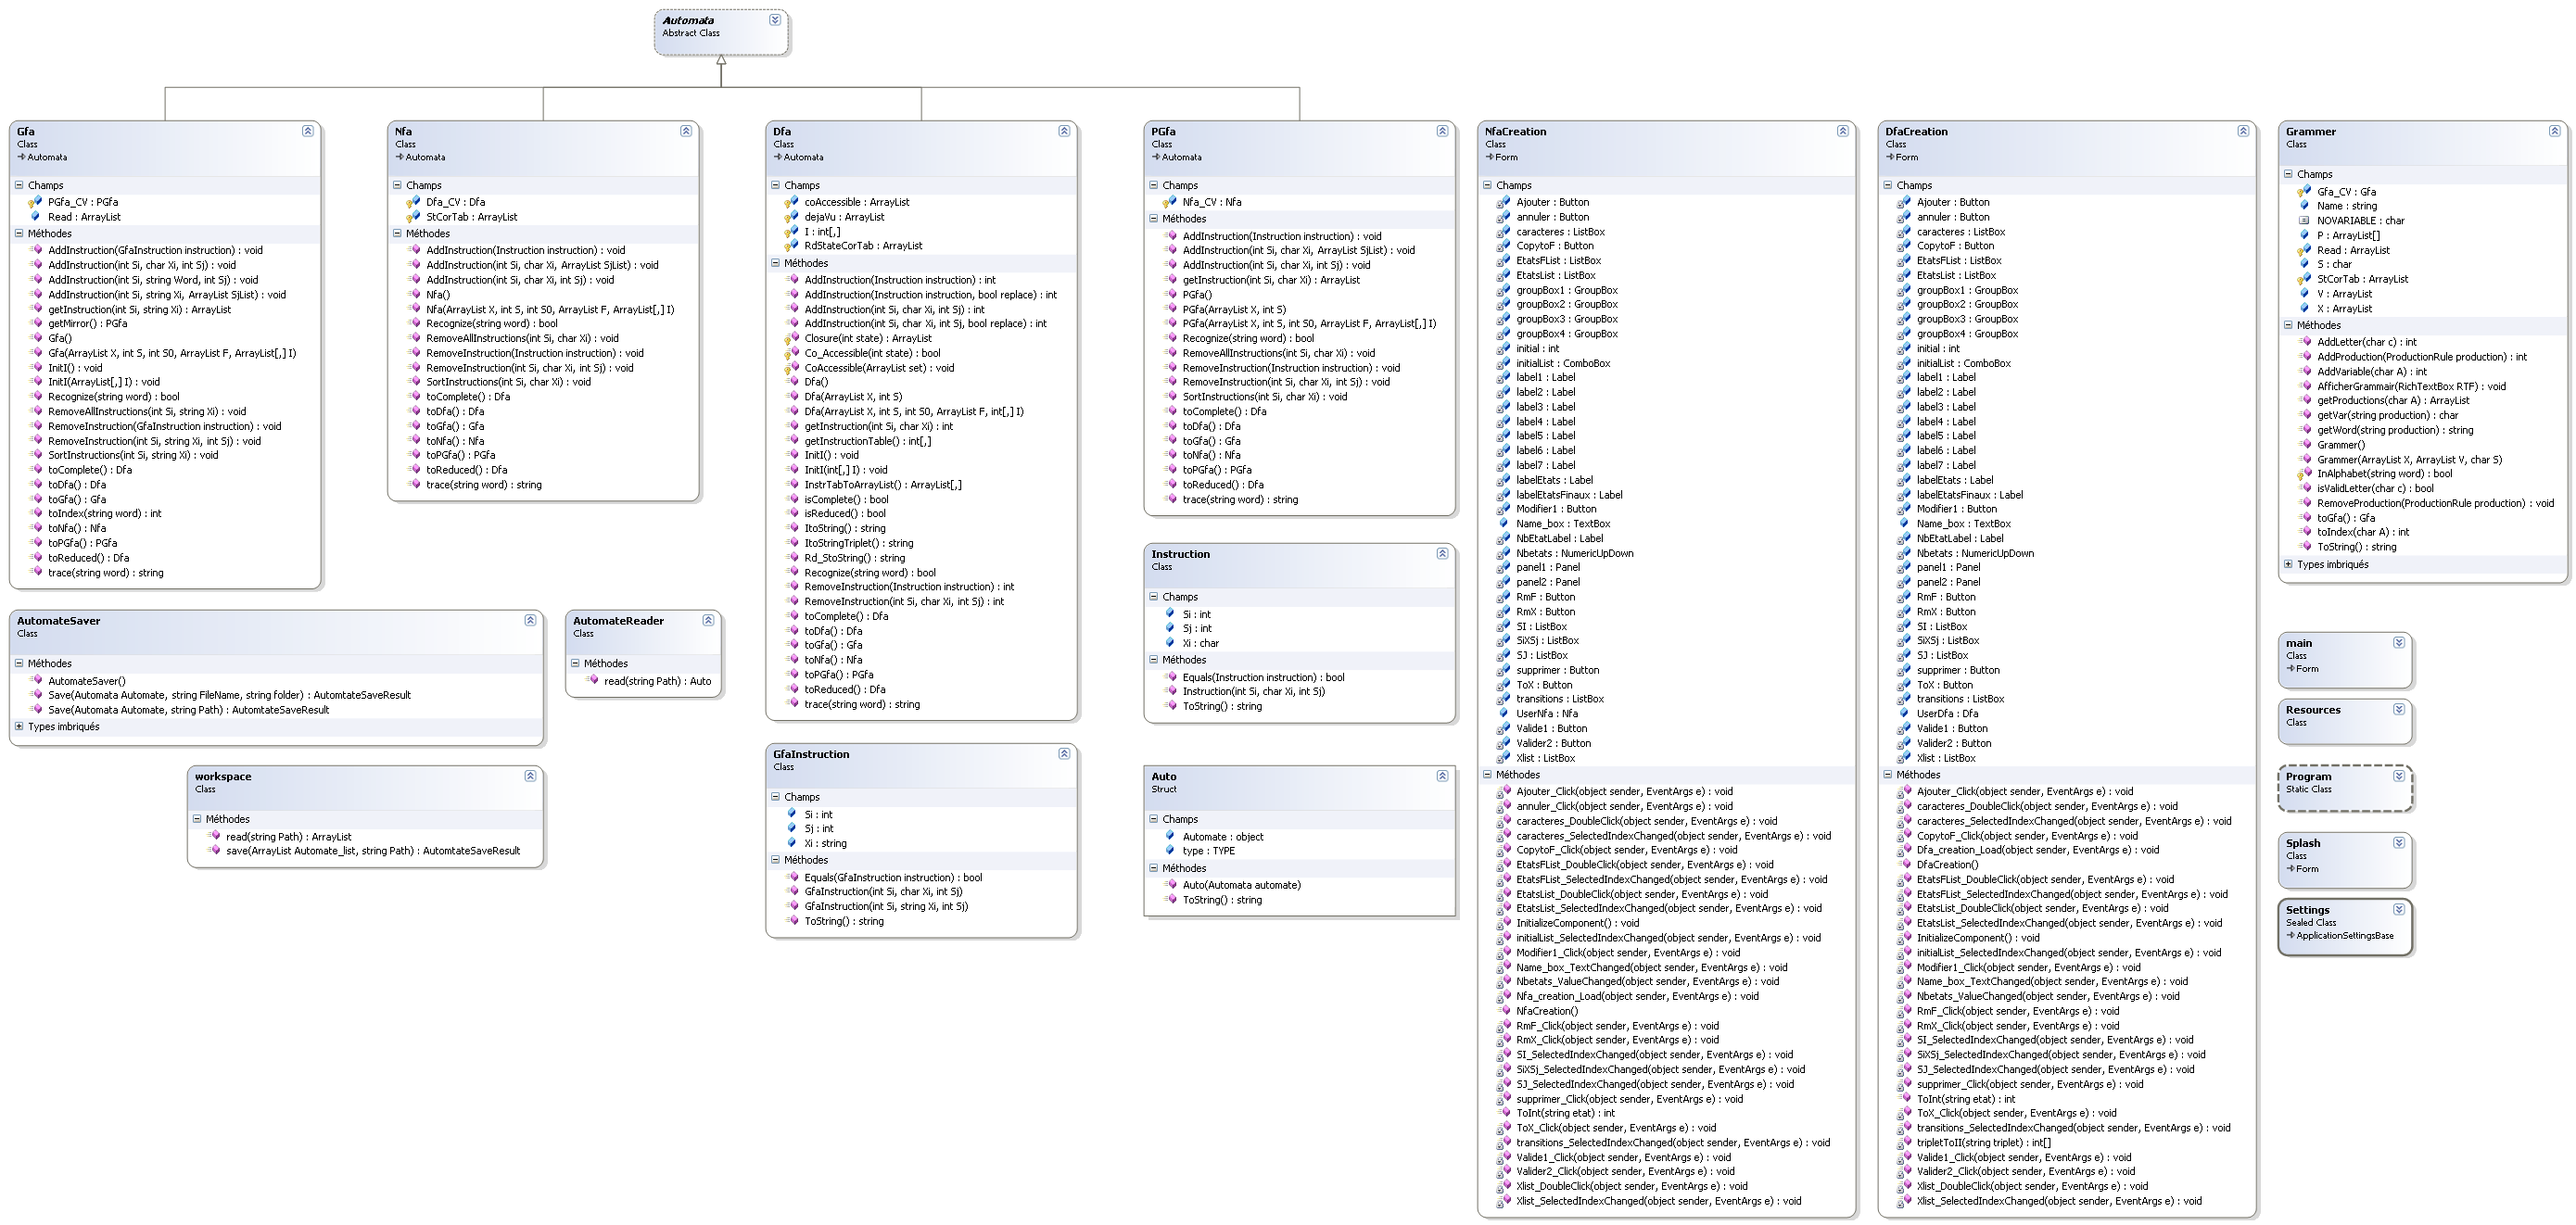 Automata
Abstract Class
Gfa
Class
Automata
Champs
PGfa_CV : PGfa
Read : ArrayList
Méthodes
AddInstruction(GfaInstruction instruction) : void
AddInstruction(int Si, char Xi, int Sj) : void
AddInstruction(int Si, string Word, int Sj) : void
AddInstruction(int Si, string Xi, ArrayList SjList) : void
getInstruction(int Si, string Xi) : ArrayList
getMirror() : PGfa
Gfa()
Gfa(ArrayList X, int S, int S0, ArrayList F, ArrayList[,] I)
InitI() : void
InitI(ArrayList[,] I) : void
Recognize(string word) : bool
RemoveAllInstructions(int Si, string Xi) : void
RemoveInstruction(GfaInstruction instruction) : void
RemoveInstruction(int Si, string Xi, int Sj) : void
SortInstructions(int Si, string Xi) : void
toComplete() : Dfa
toDfa() : Dfa
toGfa() : Gfa
toIndex(string word) : int
toNfa() : Nfa
toPGfa() : PGfa
toReduced() : Dfa
trace(string word) : string
Nfa
Class
Automata
Champs
Dfa_CV : Dfa
StCorTab : ArrayList
Méthodes
AddInstruction(Instruction instruction) : void
AddInstruction(int Si, char Xi, ArrayList SjList) : void
AddInstruction(int Si, char Xi, int Sj) : void
Nfa()
Nfa(ArrayList X, int S, int S0, ArrayList F, ArrayList[,] I)
Recognize(string word) : bool
RemoveAllInstructions(int Si, char Xi) : void
RemoveInstruction(Instruction instruction) : void
RemoveInstruction(int Si, char Xi, int Sj) : void
SortInstructions(int Si, char Xi) : void
toComplete() : Dfa
toDfa() : Dfa
toGfa() : Gfa
toNfa() : Nfa
toPGfa() : PGfa
toReduced() : Dfa
trace(string word) : string
Dfa
Class
Automata
Champs
coAccessible : ArrayList
dejaVu : ArrayList
I : int[,]
RdStateCorTab : ArrayList
Méthodes
AddInstruction(Instruction instruction) : int
AddInstruction(Instruction instruction, bool replace) : int
AddInstruction(int Si, char Xi, int Sj) : int
AddInstruction(int Si, char Xi, int Sj, bool replace) : int
Closure(int state) : ArrayList
Co_Accessible(int state) : bool
CoAccessible(ArrayList set) : void
Dfa()
Dfa(ArrayList X, int S)
Dfa(ArrayList X, int S, int S0, ArrayList F, int[,] I)
getInstruction(int Si, char Xi) : int
getInstructionTable() : int[,]
InitI() : void
InitI(int[,] I) : void
InstrTabToArrayList() : ArrayList[,]
isComplete() : bool
isReduced() : bool
ItoString() : string
ItoStringTriplet() : string
Rd_StoString() : string
Recognize(string word) : bool
RemoveInstruction(Instruction instruction) : int
RemoveInstruction(int Si, char Xi, int Sj) : int
toComplete() : Dfa
toDfa() : Dfa
toGfa() : Gfa
toNfa() : Nfa
toPGfa() : PGfa
toReduced() : Dfa
trace(string word) : string
PGfa
Class
Automata
Champs
Nfa_CV : Nfa
Méthodes
AddInstruction(Instruction instruction) : void
AddInstruction(int Si, char Xi, ArrayList SjList) : void
AddInstruction(int Si, char Xi, int Sj) : void
getInstruction(int Si, char Xi) : ArrayList
PGfa()
PGfa(ArrayList X, int S)
PGfa(ArrayList X, int S, int S0, ArrayList F, ArrayList[,] I)
Recognize(string word) : bool
RemoveAllInstructions(int Si, char Xi) : void
RemoveInstruction(Instruction instruction) : void
RemoveInstruction(int Si, char Xi, int Sj) : void
SortInstructions(int Si, char Xi) : void
toComplete() : Dfa
toDfa() : Dfa
toGfa() : Gfa
toNfa() : Nfa
toPGfa() : PGfa
toReduced() : Dfa
trace(string word) : string
NfaCreation
Class
Form
Champs
Ajouter : Button
annuler : Button
caracteres : ListBox
CopytoF : Button
EtatsFList : ListBox
EtatsList : ListBox
groupBox1 : GroupBox
groupBox2 : GroupBox
groupBox3 : GroupBox
groupBox4 : GroupBox
initial : int
initialList : ComboBox
label1 : Label
label2 : Label
label3 : Label
label4 : Label
label5 : Label
label6 : Label
label7 : Label
labelEtats : Label
labelEtatsFinaux : Label
Modifier1 : Button
Name_box : TextBox
NbEtatLabel : Label
Nbetats : NumericUpDown
panel1 : Panel
panel2 : Panel
RmF : Button
RmX : Button
SI : ListBox
SiXSj : ListBox
SJ : ListBox
supprimer : Button
ToX : Button
transitions : ListBox
UserNfa : Nfa
Valide1 : Button
Valider2 : Button
Xlist : ListBox
Méthodes
Ajouter_Click(object sender, EventArgs e) : void
annuler_Click(object sender, EventArgs e) : void
caracteres_DoubleClick(object sender, EventArgs e) : void
caracteres_SelectedIndexChanged(object sender, EventArgs e) : void
CopytoF_Click(object sender, EventArgs e) : void
EtatsFList_DoubleClick(object sender, EventArgs e) : void
EtatsFList_SelectedIndexChanged(object sender, EventArgs e) : void
EtatsList_DoubleClick(object sender, EventArgs e) : void
EtatsList_SelectedIndexChanged(object sender, EventArgs e) : void
InitializeComponent() : void
initialList_SelectedIndexChanged(object sender, EventArgs e) : void
Modifier1_Click(object sender, EventArgs e) : void
Name_box_TextChanged(object sender, EventArgs e) : void
Nbetats_ValueChanged(object sender, EventArgs e) : void
Nfa_creation_Load(object sender, EventArgs e) : void
NfaCreation()
RmF_Click(object sender, EventArgs e) : void
RmX_Click(object sender, EventArgs e) : void
SI_SelectedIndexChanged(object sender, EventArgs e) : void
SiXSj_SelectedIndexChanged(object sender, EventArgs e) : void
SJ_SelectedIndexChanged(object sender, EventArgs e) : void
supprimer_Click(object sender, EventArgs e) : void
ToInt(string etat) : int
ToX_Click(object sender, EventArgs e) : void
transitions_SelectedIndexChanged(object sender, EventArgs e) : void
Valide1_Click(object sender, EventArgs e) : void
Valider2_Click(object sender, EventArgs e) : void
Xlist_DoubleClick(object sender, EventArgs e) : void
Xlist_SelectedIndexChanged(object sender, EventArgs e) : void
DfaCreation
Class
Form
Champs
Ajouter : Button
annuler : Button
caracteres : ListBox
CopytoF : Button
EtatsFList : ListBox
EtatsList : ListBox
groupBox1 : GroupBox
groupBox2 : GroupBox
groupBox3 : GroupBox
groupBox4 : GroupBox
initial : int
initialList : ComboBox
label1 : Label
label2 : Label
label3 : Label
label4 : Label
label5 : Label
label6 : Label
label7 : Label
labelEtats : Label
labelEtatsFinaux : Label
Modifier1 : Button
Name_box : TextBox
NbEtatLabel : Label
Nbetats : NumericUpDown
panel1 : Panel
panel2 : Panel
RmF : Button
RmX : Button
SI : ListBox
SiXSj : ListBox
SJ : ListBox
supprimer : Button
ToX : Button
transitions : ListBox
UserDfa : Dfa
Valide1 : Button
Valider2 : Button
Xlist : ListBox
Méthodes
Ajouter_Click(object sender, EventArgs e) : void
caracteres_DoubleClick(object sender, EventArgs e) : void
caracteres_SelectedIndexChanged(object sender, EventArgs e) : void
CopytoF_Click(object sender, EventArgs e) : void
Dfa_creation_Load(object sender, EventArgs e) : void
DfaCreation()
EtatsFList_DoubleClick(object sender, EventArgs e) : void
EtatsFList_SelectedIndexChanged(object sender, EventArgs e) : void
EtatsList_DoubleClick(object sender, EventArgs e) : void
EtatsList_SelectedIndexChanged(object sender, EventArgs e) : void
InitializeComponent() : void
initialList_SelectedIndexChanged(object sender, EventArgs e) : void
Modifier1_Click(object sender, EventArgs e) : void
Name_box_TextChanged(object sender, EventArgs e) : void
Nbetats_ValueChanged(object sender, EventArgs e) : void
RmF_Click(object sender, EventArgs e) : void
RmX_Click(object sender, EventArgs e) : void
SI_SelectedIndexChanged(object sender, EventArgs e) : void
SiXSj_SelectedIndexChanged(object sender, EventArgs e) : void
SJ_SelectedIndexChanged(object sender, EventArgs e) : void
supprimer_Click(object sender, EventArgs e) : void
ToInt(string etat) : int
ToX_Click(object sender, EventArgs e) : void
transitions_SelectedIndexChanged(object sender, EventArgs e) : void
tripletToII(string triplet) : int[]
Valide1_Click(object sender, EventArgs e) : void
Valider2_Click(object sender, EventArgs e) : void
Xlist_DoubleClick(object sender, EventArgs e) : void
Xlist_SelectedIndexChanged(object sender, EventArgs e) : void
Grammer
Class
Champs
Gfa_CV : Gfa
Name : string
NOVARIABLE : char
P : ArrayList[]
Read : ArrayList
S : char
StCorTab : ArrayList
V : ArrayList
X : ArrayList
Méthodes
AddLetter(char c) : int
AddProduction(ProductionRule production) : int
AddVariable(char A) : int
AfficherGrammair(RichTextBox RTF) : void
getProductions(char A) : ArrayList
getVar(string production) : char
getWord(string production) : string
Grammer()
Grammer(ArrayList X, ArrayList V, char S)
InAlphabet(string word) : bool
isValidLetter(char c) : bool
RemoveProduction(ProductionRule production) : void
toGfa() : Gfa
toIndex(char A) : int
ToString() : string
Types imbriqués
AutomateSaver
Class
Méthodes
AutomateSaver()
Save(Automata Automate, string FileName, string folder) : AutomtateSaveResult
Save(Automata Automate, string Path) : AutomtateSaveResult
Types imbriqués
AutomateReader
Class
Méthodes
read(string Path) : Auto
workspace
Class
Méthodes
read(string Path) : ArrayList
save(ArrayList Automate_list, string Path) : AutomtateSaveResult
GfaInstruction
Class
Champs
Si : int
Sj : int
Xi : string
Méthodes
Equals(GfaInstruction instruction) : bool
GfaInstruction(int Si, char Xi, int Sj)
GfaInstruction(int Si, string Xi, int Sj)
ToString() : string
Instruction
Class
Champs
Si : int
Sj : int
Xi : char
Méthodes
Equals(Instruction instruction) : bool
Instruction(int Si, char Xi, int Sj)
ToString() : string
Auto
Struct
Champs
Automate : object
type : TYPE
Méthodes
Auto(Automata automate)
ToString() : string
main
Class
Form
Resources
Class
Program
Static Class
Splash
Class
Form
Settings
Sealed Class
ApplicationSettingsBase